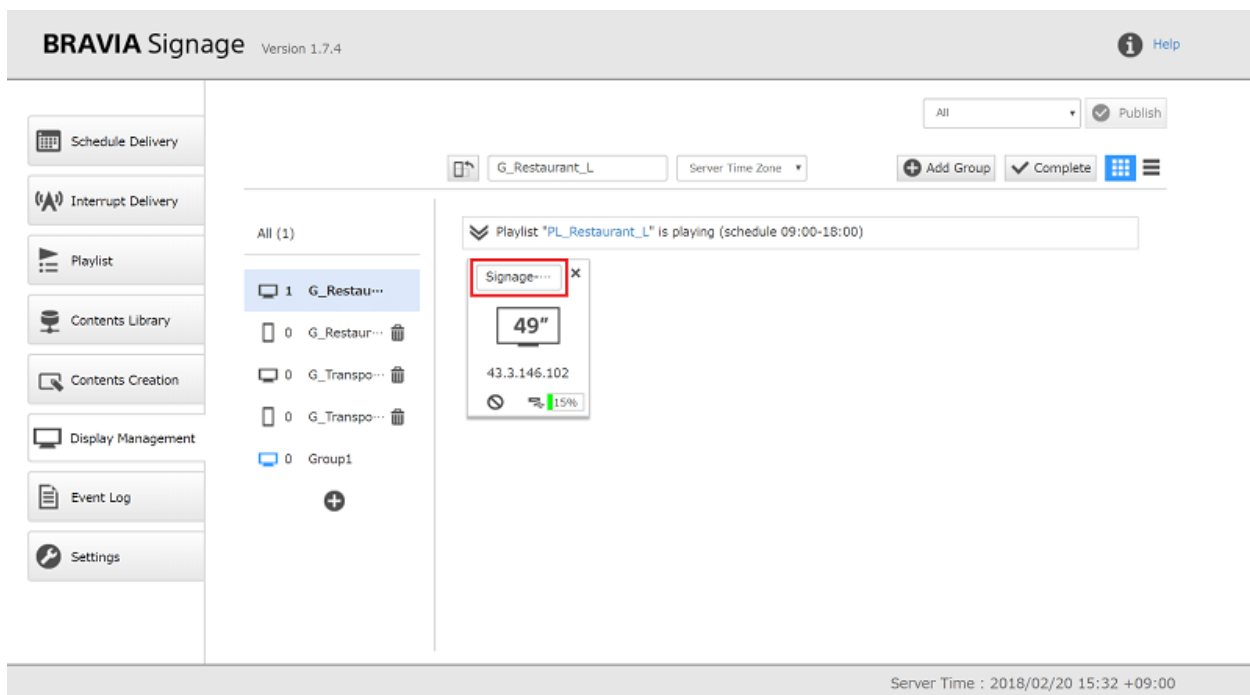 BRAVIA Signage Version 1.7.4
Help
All
Publish
Schedule Delivery
Interrupt Delivery
Playlist
Contents Library
Contents Creation
Display Management
Event Log
Settings
G_Restaurant_L
Server Time Zone
Add Group
Complete
All (1)
1 G_Restau···
0 G_Restaur···
0 G_Transpo···
0 G_Transpo···
0 Group1
Playlist "PL_Restaurant_L" is playing (schedule 09:00-18:00)
Signage-···
49"
43.3.146.102
15%
Server Time : 2018/02/20 15:32 +09:00